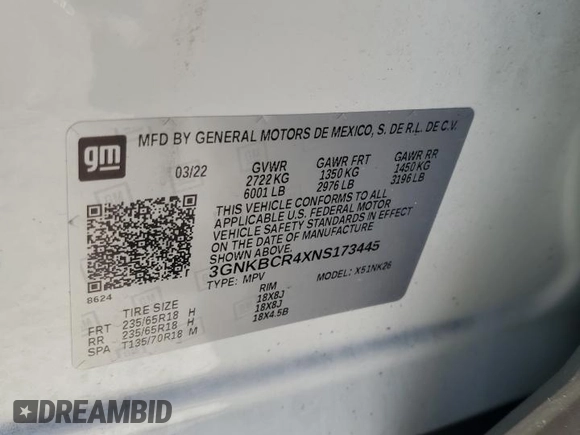 gm
MFD BY GENERAL MOTORS DE MEXICO, S. DE R.L. DE C.V.
03/22 GVWR GAWR FRT GAWR RR
2722 KG 1350 KG 1450 KG
6001 LB 2976 LB 3196 LB
THIS VEHICLE CONFORMS TO ALL
APPLICABLE U.S. FEDERAL MOTOR
VEHICLE SAFETY STANDARDS IN EFFECT
ON THE DATE OF MANUFACTURE
SHOWN ABOVE.
3GNKBCR4XNS173445
TYPE: MPV MODEL: X51NK26
8624
TIRE SIZE RIM
FRT 235/65R18 H 18X8J
RR 235/65R18 H 18X8J
SPA T135/70R18 M 18X4.5B
DREAMBID